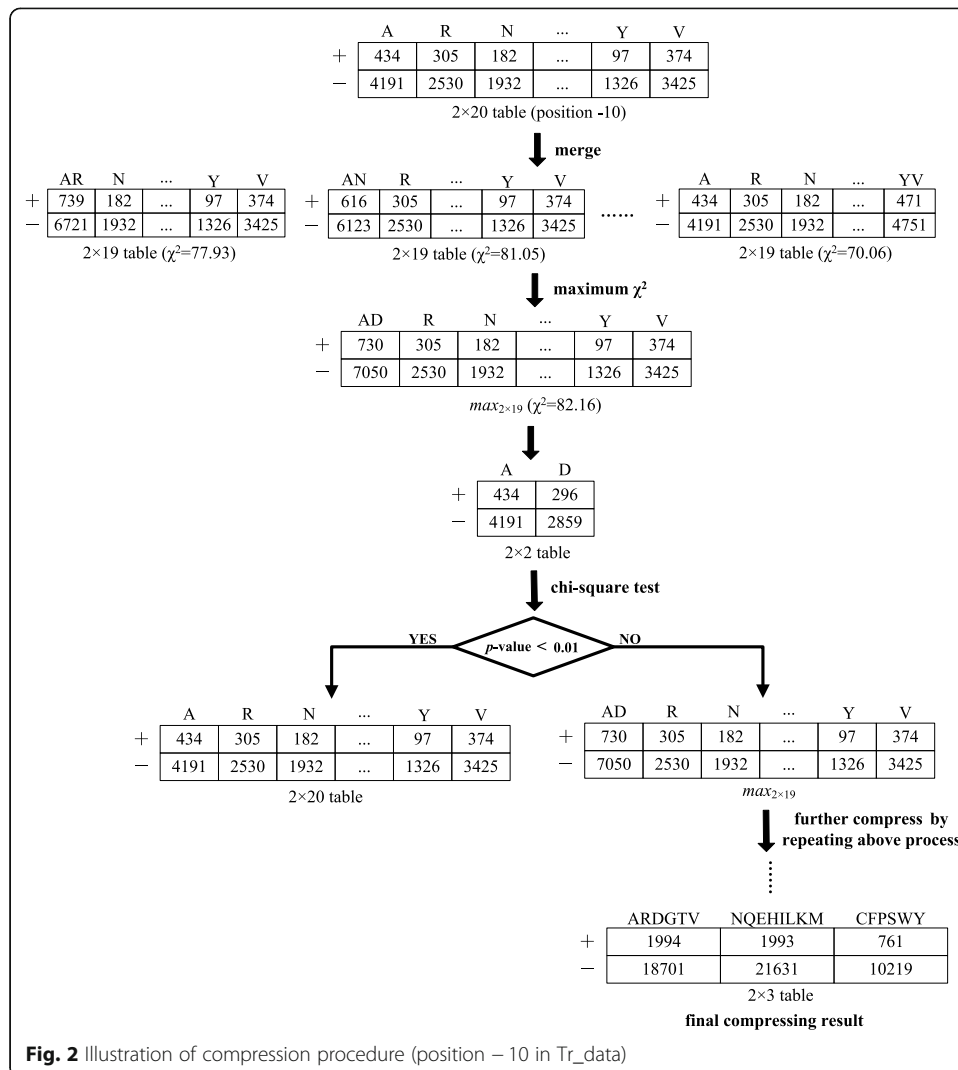 A R N ... Y V
+ 434 305 182 ... 97 374
− 4191 2530 1932 ... 1326 3425
2×20 table (position -10)
merge
AR N ... Y V
+ 739 182 ... 97 374
− 6721 1932 ... 1326 3425
2×19 table (χ²=77.93)
AN R ... Y V
+ 616 305 ... 97 374
− 6123 2530 ... 1326 3425
2×19 table (χ²=81.05)
......
A R N ... YV
+ 434 305 182 ... 471
− 4191 2530 1932 ... 4751
2×19 table (χ²=70.06)
maximum χ²
AD R N ... Y V
+ 730 305 182 ... 97 374
− 7050 2530 1932 ... 1326 3425
max2×19 (χ²=82.16)
A D
+ 434 296
− 4191 2859
2×2 table
chi-square test
YES
p-value < 0.01
NO
A R N ... Y V
+ 434 305 182 ... 97 374
− 4191 2530 1932 ... 1326 3425
2×20 table
AD R N ... Y V
+ 730 305 182 ... 97 374
− 7050 2530 1932 ... 1326 3425
max2×19
further compress by
repeating above process
ARDGTV NQEHILKM CFPSWY
+ 1994 1993 761
− 18701 21631 10219
2×3 table
final compressing result
Fig. 2 Illustration of compression procedure (position − 10 in Tr_data)